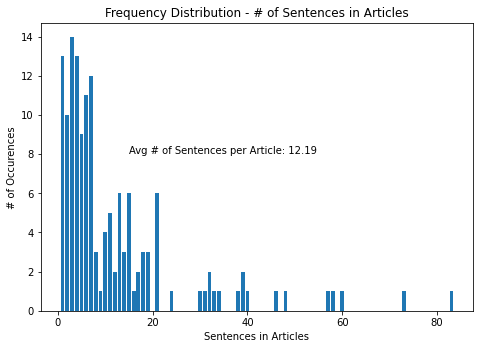 Frequency Distribution - # of Sentences in Articles
14
12
10
8
6
4
2
0
# of Occurences
Avg # of Sentences per Article: 12.19
0 20 40 60 80
Sentences in Articles